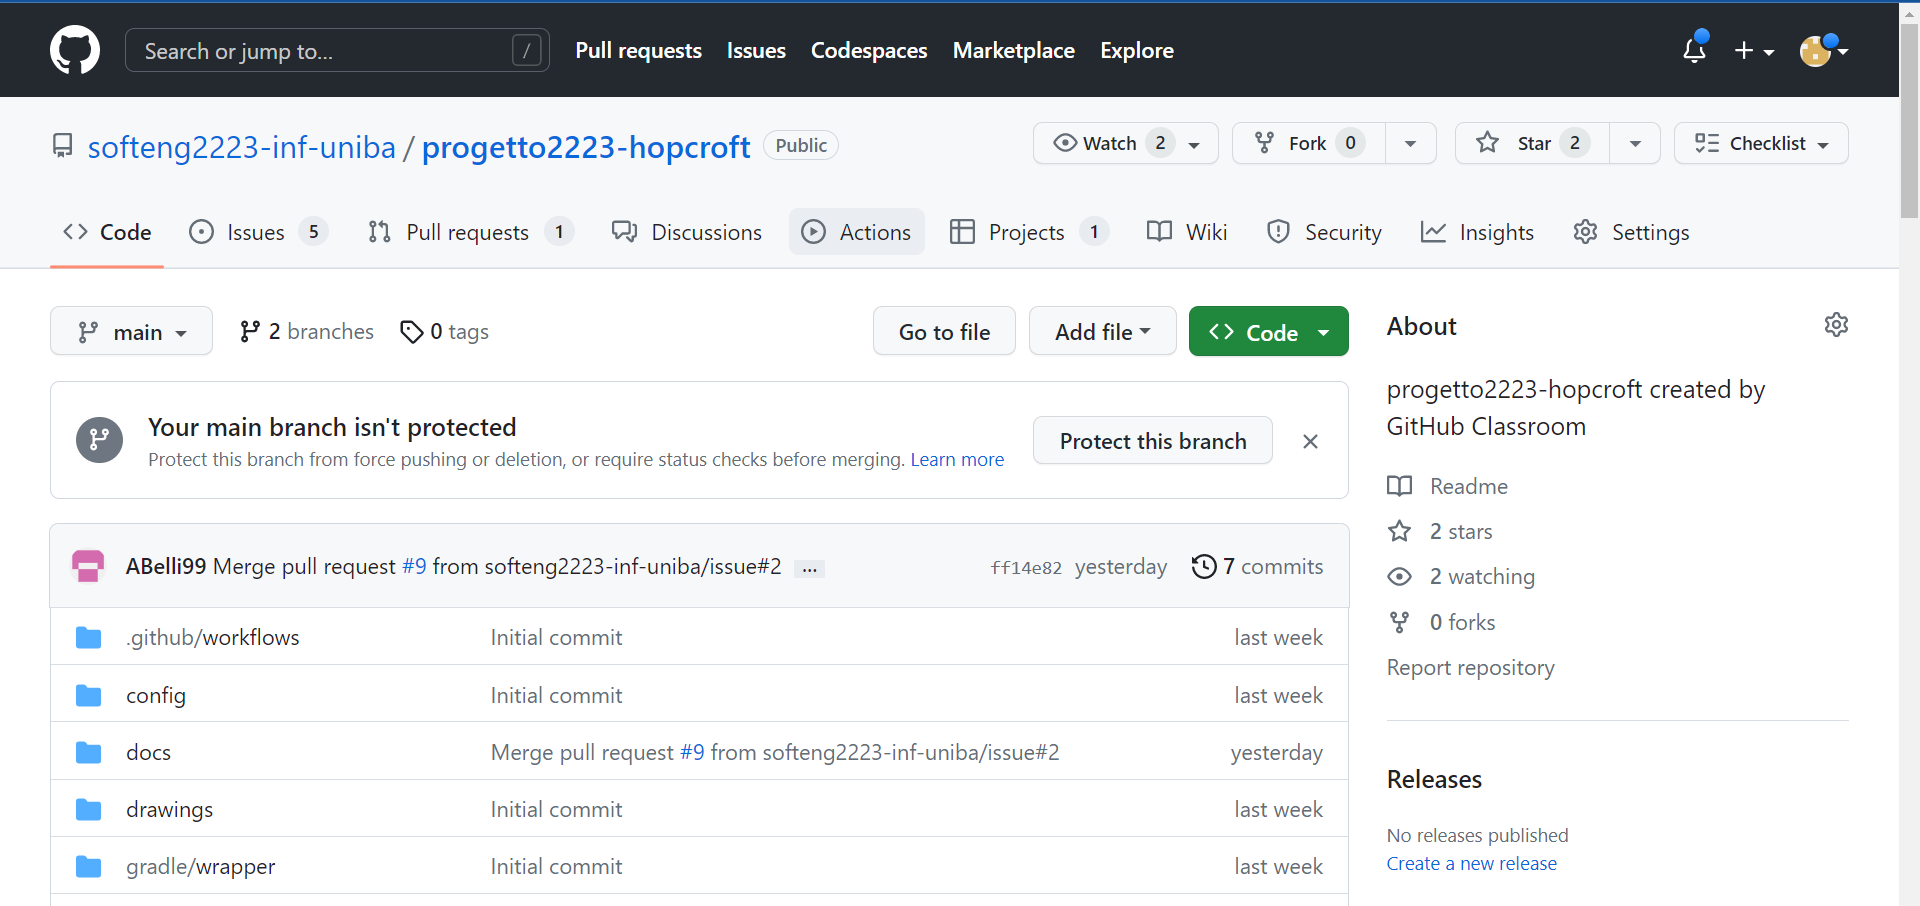 Search or jump to... /
Pull requests Issues Codespaces Marketplace Explore
softeng2223-inf-uniba / progetto2223-hopcroft Public
Watch 2 Fork 0 Star 2 Checklist
Code Issues 5 Pull requests 1 Discussions Actions Projects 1 Wiki Security Insights Settings
main 2 branches 0 tags Go to file Add file Code
Your main branch isn't protected
Protect this branch from force pushing or deletion, or require status checks before merging. Learn more
Protect this branch
ABelli99 Merge pull request #9 from softeng2223-inf-uniba/issue#2 ... ff14e82 yesterday 7 commits
.github/workflows Initial commit last week
config Initial commit last week
docs Merge pull request #9 from softeng2223-inf-uniba/issue#2 yesterday
drawings Initial commit last week
gradle/wrapper Initial commit last week
About
progetto2223-hopcroft created by
GitHub Classroom
Readme
2 stars
2 watching
0 forks
Report repository
Releases
No releases published
Create a new release